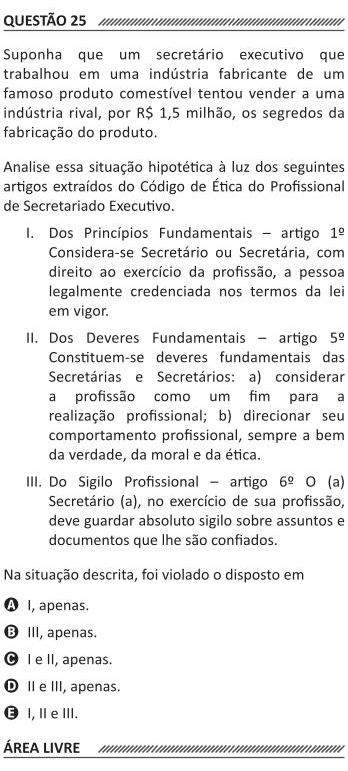 QUESTÃO 25
Suponha que um secretário executivo que
trabalhou em uma indústria fabricante de um
famoso produto comestível tentou vender a uma
indústria rival, por R$ 1,5 milhão, os segredos da
fabricação do produto.
Analise essa situação hipotética à luz dos seguintes
artigos extraídos do Código de Ética do Profissional
de Secretariado Executivo.
I. Dos Princípios Fundamentais – artigo 1º
Considera-se Secretário ou Secretária, com
direito ao exercício da profissão, a pessoa
legalmente credenciada nos termos da lei
em vigor.
II. Dos Deveres Fundamentais – artigo 5º
Constituem-se deveres fundamentais das
Secretárias e Secretários: a) considerar
a profissão como um fim para a
realização profissional; b) direcionar seu
comportamento profissional, sempre a bem
da verdade, da moral e da ética.
III. Do Sigilo Profissional – artigo 6º O (a)
Secretário (a), no exercício de sua profissão,
deve guardar absoluto sigilo sobre assuntos e
documentos que lhe são confiados.
Na situação descrita, foi violado o disposto em
A I, apenas.
B III, apenas.
C I e II, apenas.
D II e III, apenas.
E I, II e III.
ÁREA LIVRE